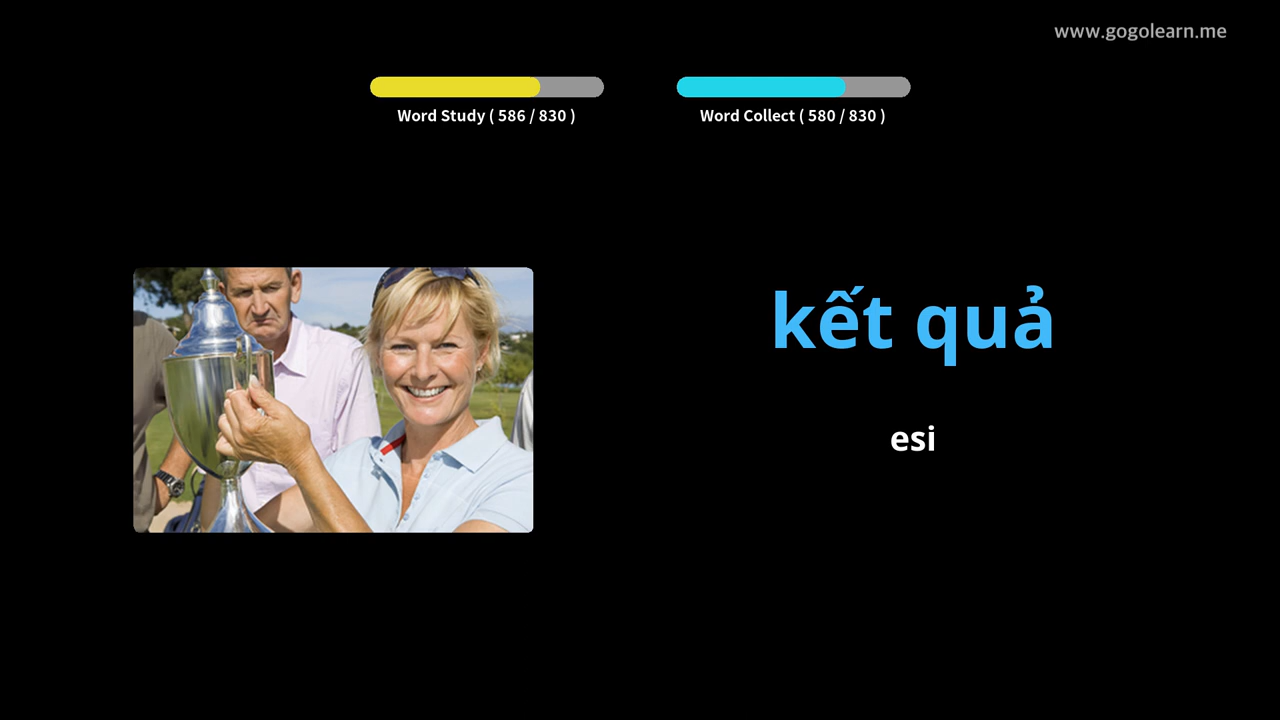 www.gogolearn.me
Word Study ( 586 / 830 )
Word Collect ( 580 / 830 )
kết quả
esi